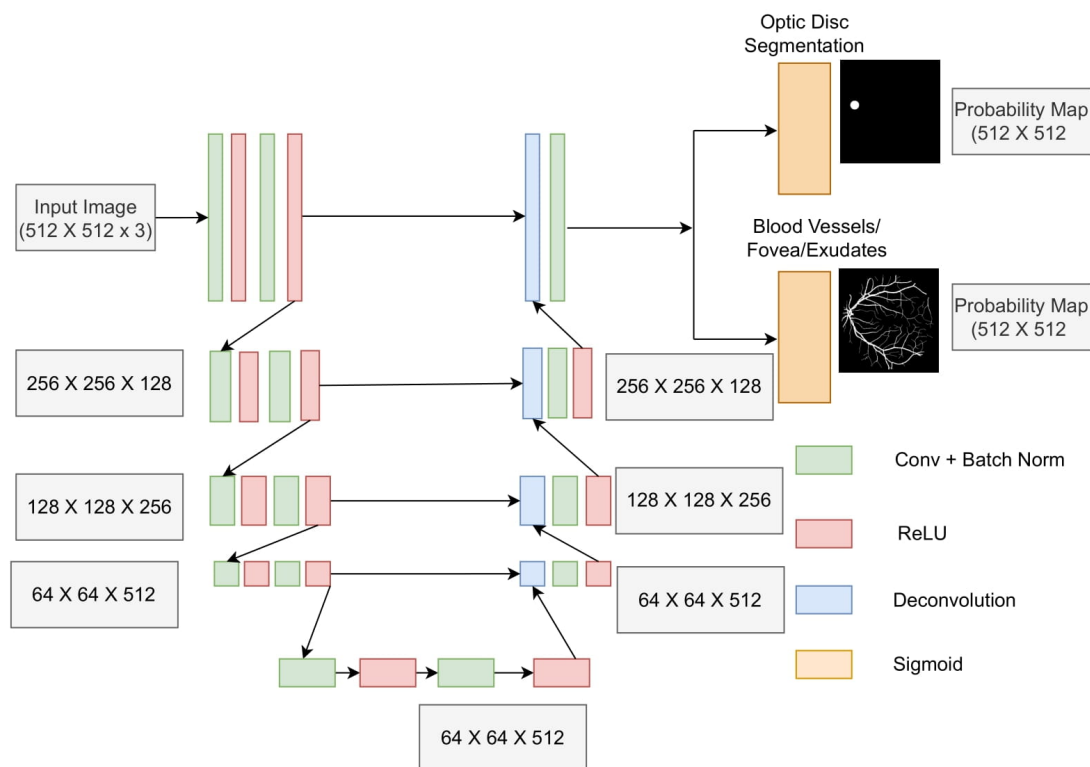 Optic Disc
Segmentation
Probability Map
(512 X 512
Input Image
(512 X 512 x 3)
Blood Vessels/
Fovea/Exudates
Probability Map
(512 X 512
256 X 256 X 128
256 X 256 X 128
128 X 128 X 256
128 X 128 X 256
64 X 64 X 512
64 X 64 X 512
64 X 64 X 512
Conv + Batch Norm
ReLU
Deconvolution
Sigmoid